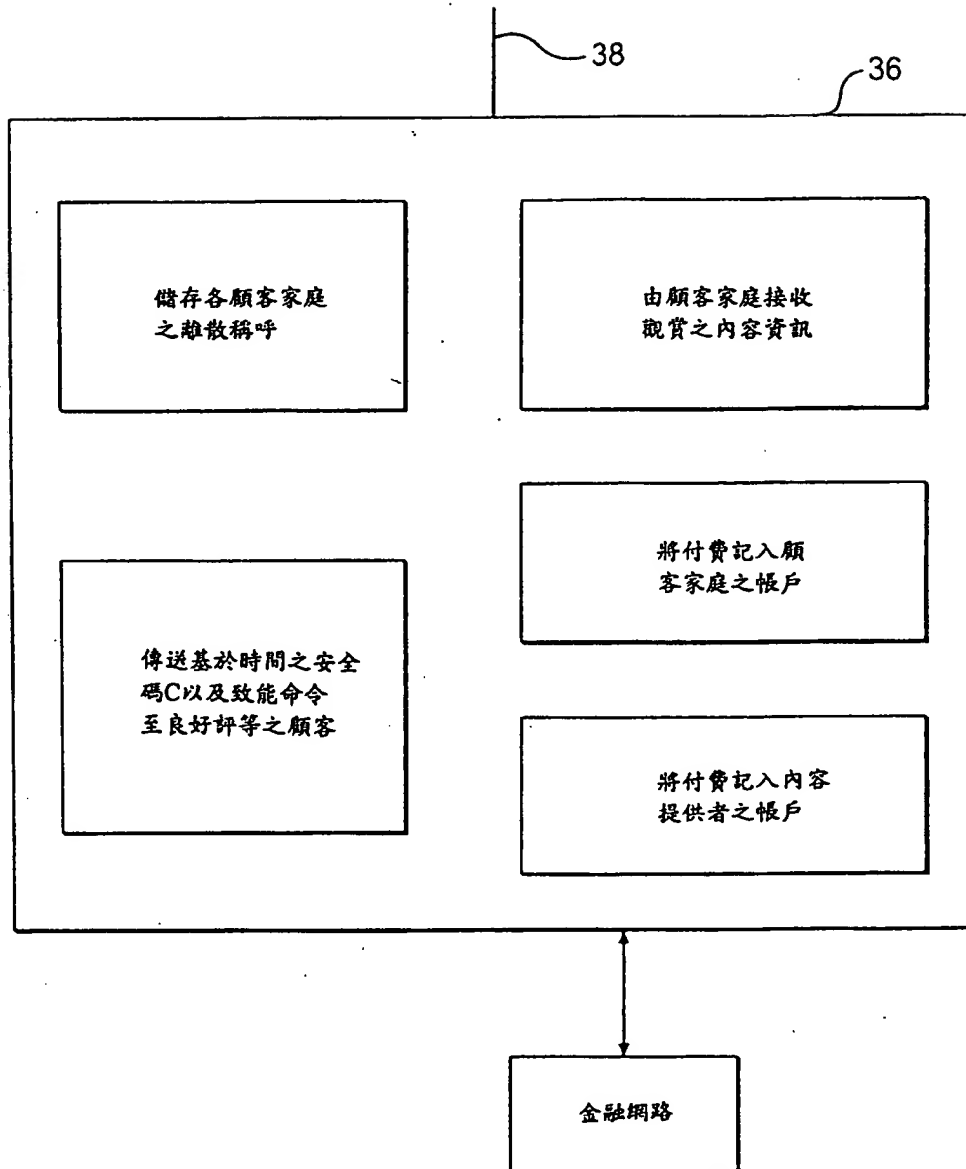 38
36
儲存各顧客家庭
之離散稱呼
由顧客家庭接收
觀賞之內容資訊
將付費記入顧
客家庭之帳戶
傳送基於時間之安全
碼C以及致能命令
至良好評等之顧客
將付費記入內容
提供者之帳戶
金融網路